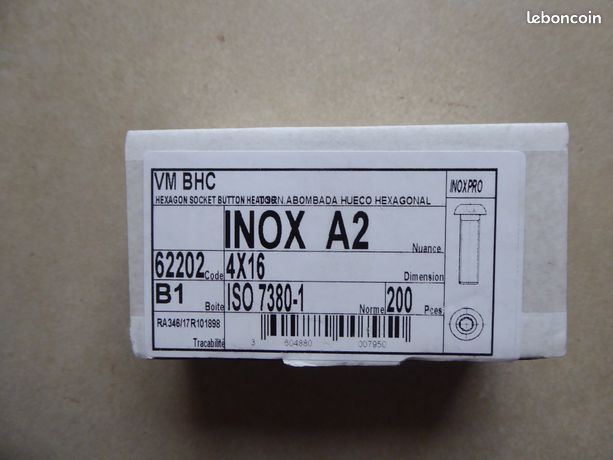 leboncoin
VM BHC
INOXPRO
HEXAGON SOCKET BUTTON HEAD TORN.ABOMBADA HUECO HEXAGONAL
INOX A2 Nuance
62202 Code 4X16 Dimension
B1 Boite ISO 7380-1 Norme 200 Pces
RA346/17R101898
Tracabilité
3 604880 007950